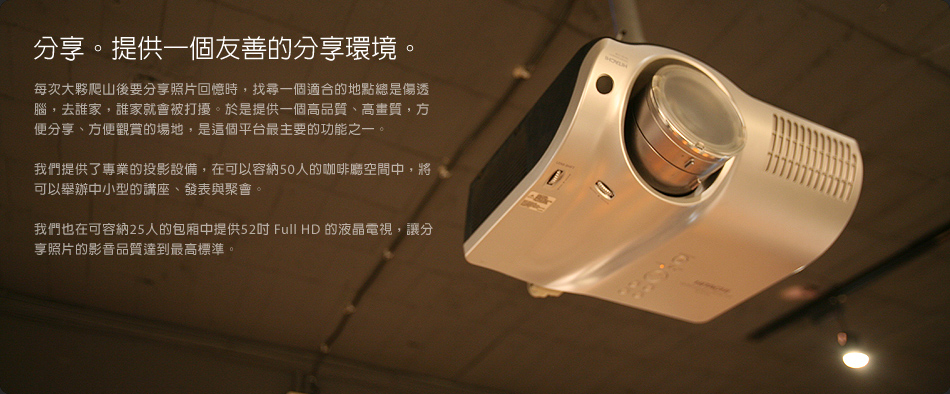 分享。提供一個友善的分享環境。
每次大夥爬山後要分享照片回憶時，找尋一個適合的地點總是傷透
腦，去誰家，誰家就會被打擾。於是提供一個高品質、高畫質，方
便分享、方便觀賞的場地，是這個平台最主要的功能之一。
我們提供了專業的投影設備，在可以容納50人的咖啡廳空間中，將
可以舉辦中小型的講座、發表與聚會。
我們也在可容納25人的包廂中提供52吋 Full HD 的液晶電視，讓分
享照片的影音品質達到最高標準。